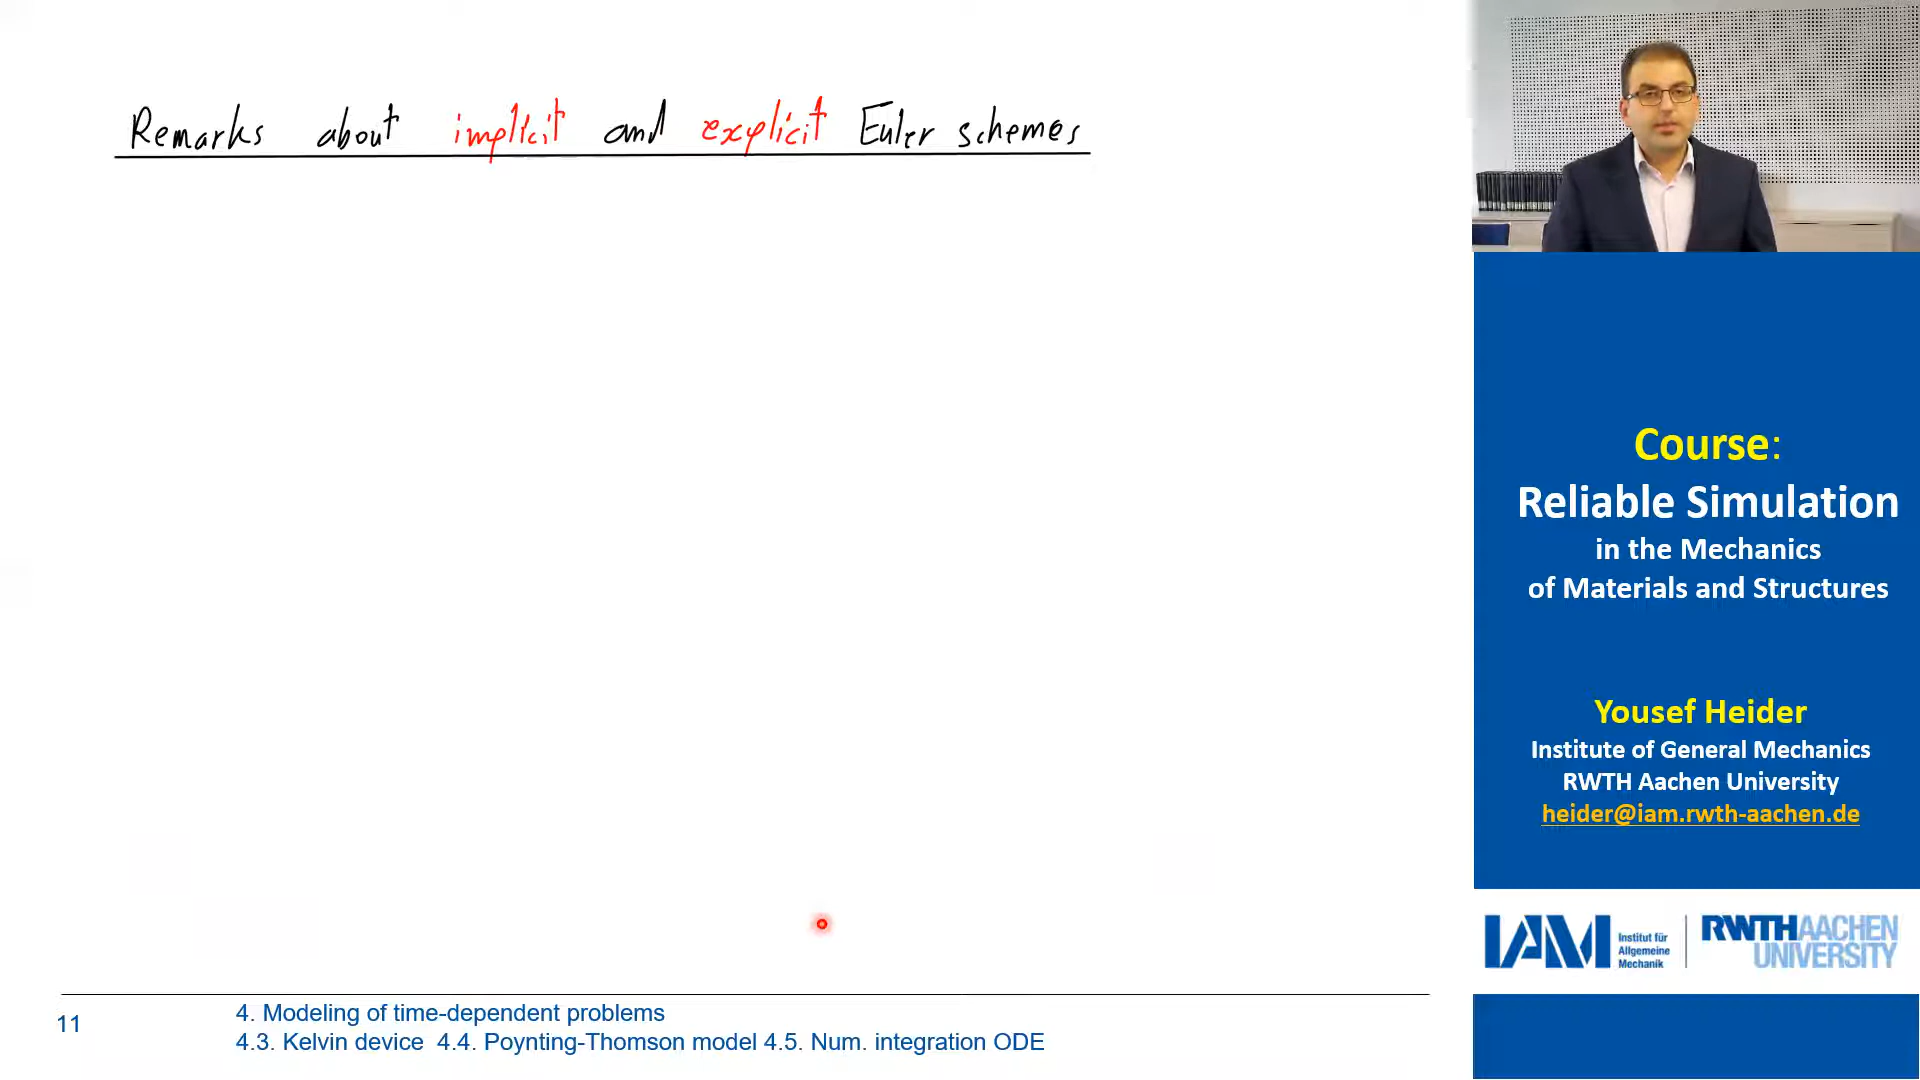 Remarks about implicit and explicit Euler schemes
Course:
Reliable Simulation
in the Mechanics
of Materials and Structures
Yousef Heider
Institute of General Mechanics
RWTH Aachen University
heider@iam.rwth-aachen.de
IAM Institut für
Allgemeine
Mechanik
RWTH AACHEN
UNIVERSITY
11
4. Modeling of time-dependent problems
4.3. Kelvin device 4.4. Poynting-Thomson model 4.5. Num. integration ODE